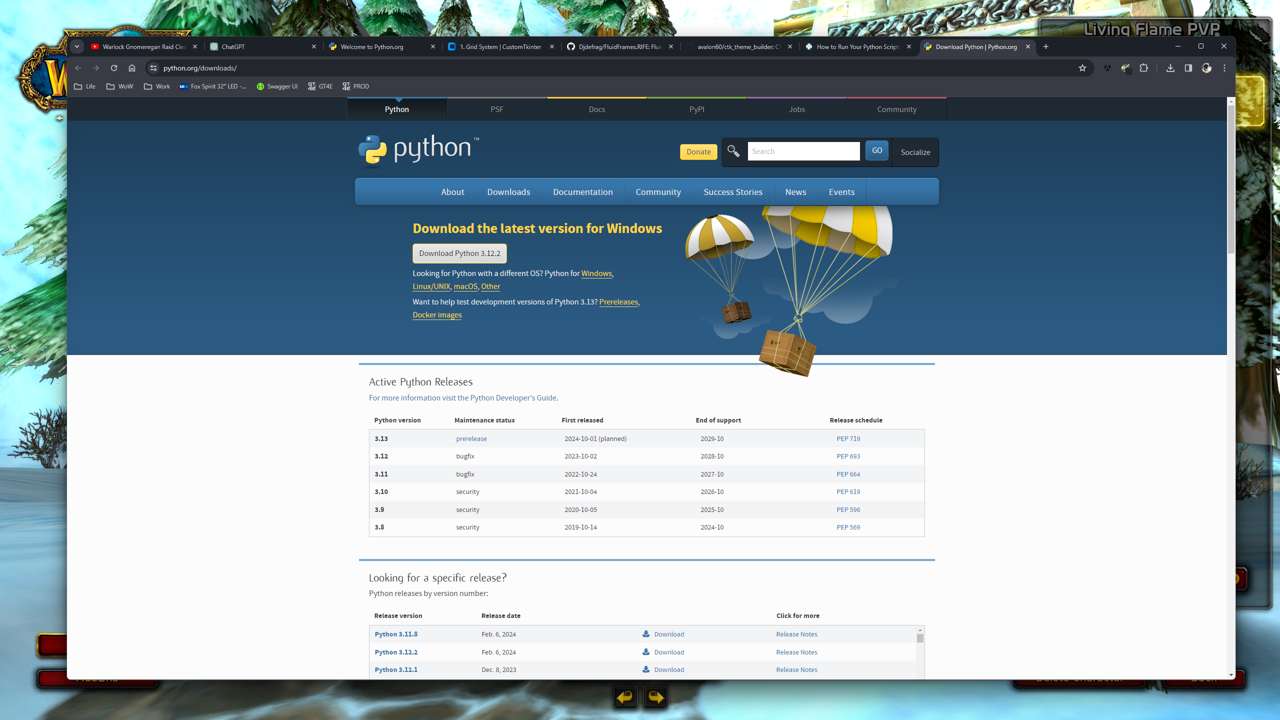 Living Flame PVP
Warlock Gnomeregan Raid Clea
ChatGPT
Welcome to Python.org
1. Grid System | CustomTkinter
Djdefrag/FluidFrames.RIFE: Flui
avalon60/ctk_theme_builder: C
How to Run Your Python Script
Download Python | Python.org
python.org/downloads/
Life
WoW
Work
Fox Spirit 32" LED -...
Swagger UI
GT4E
PROD
Python
PSF
Docs
PyPI
Jobs
Community
python™
Donate
Search
GO
Socialize
About
Downloads
Documentation
Community
Success Stories
News
Events
Download the latest version for Windows
Download Python 3.12.2
Looking for Python with a different OS? Python for Windows,
Linux/UNIX, macOS, Other
Want to help test development versions of Python 3.13? Prereleases,
Docker images
Active Python Releases
For more information visit the Python Developer's Guide.
Python version Maintenance status First released End of support Release schedule
3.13 prerelease 2024-10-01 (planned) 2029-10 PEP 719
3.12 bugfix 2023-10-02 2028-10 PEP 693
3.11 bugfix 2022-10-24 2027-10 PEP 664
3.10 security 2021-10-04 2026-10 PEP 619
3.9 security 2020-10-05 2025-10 PEP 596
3.8 security 2019-10-14 2024-10 PEP 569
Looking for a specific release?
Python releases by version number:
Release version Release date Click for more
Python 3.11.8 Feb. 6, 2024 Download Release Notes
Python 3.12.2 Feb. 6, 2024 Download Release Notes
Python 3.12.1 Dec. 8, 2023 Download Release Notes